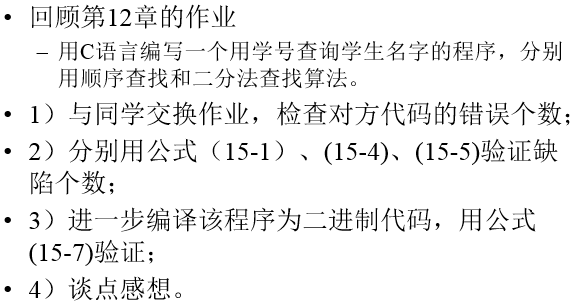 • 回顾第12章的作业
– 用C语言编写一个用学号查询学生名字的程序，分别
用顺序查找和二分法查找算法。
• 1）与同学交换作业，检查对方代码的错误个数；
• 2）分别用公式（15-1）、(15-4)、(15-5)验证缺
陷个数；
• 3）进一步编译该程序为二进制代码，用公式
(15-7)验证；
• 4）谈点感想。